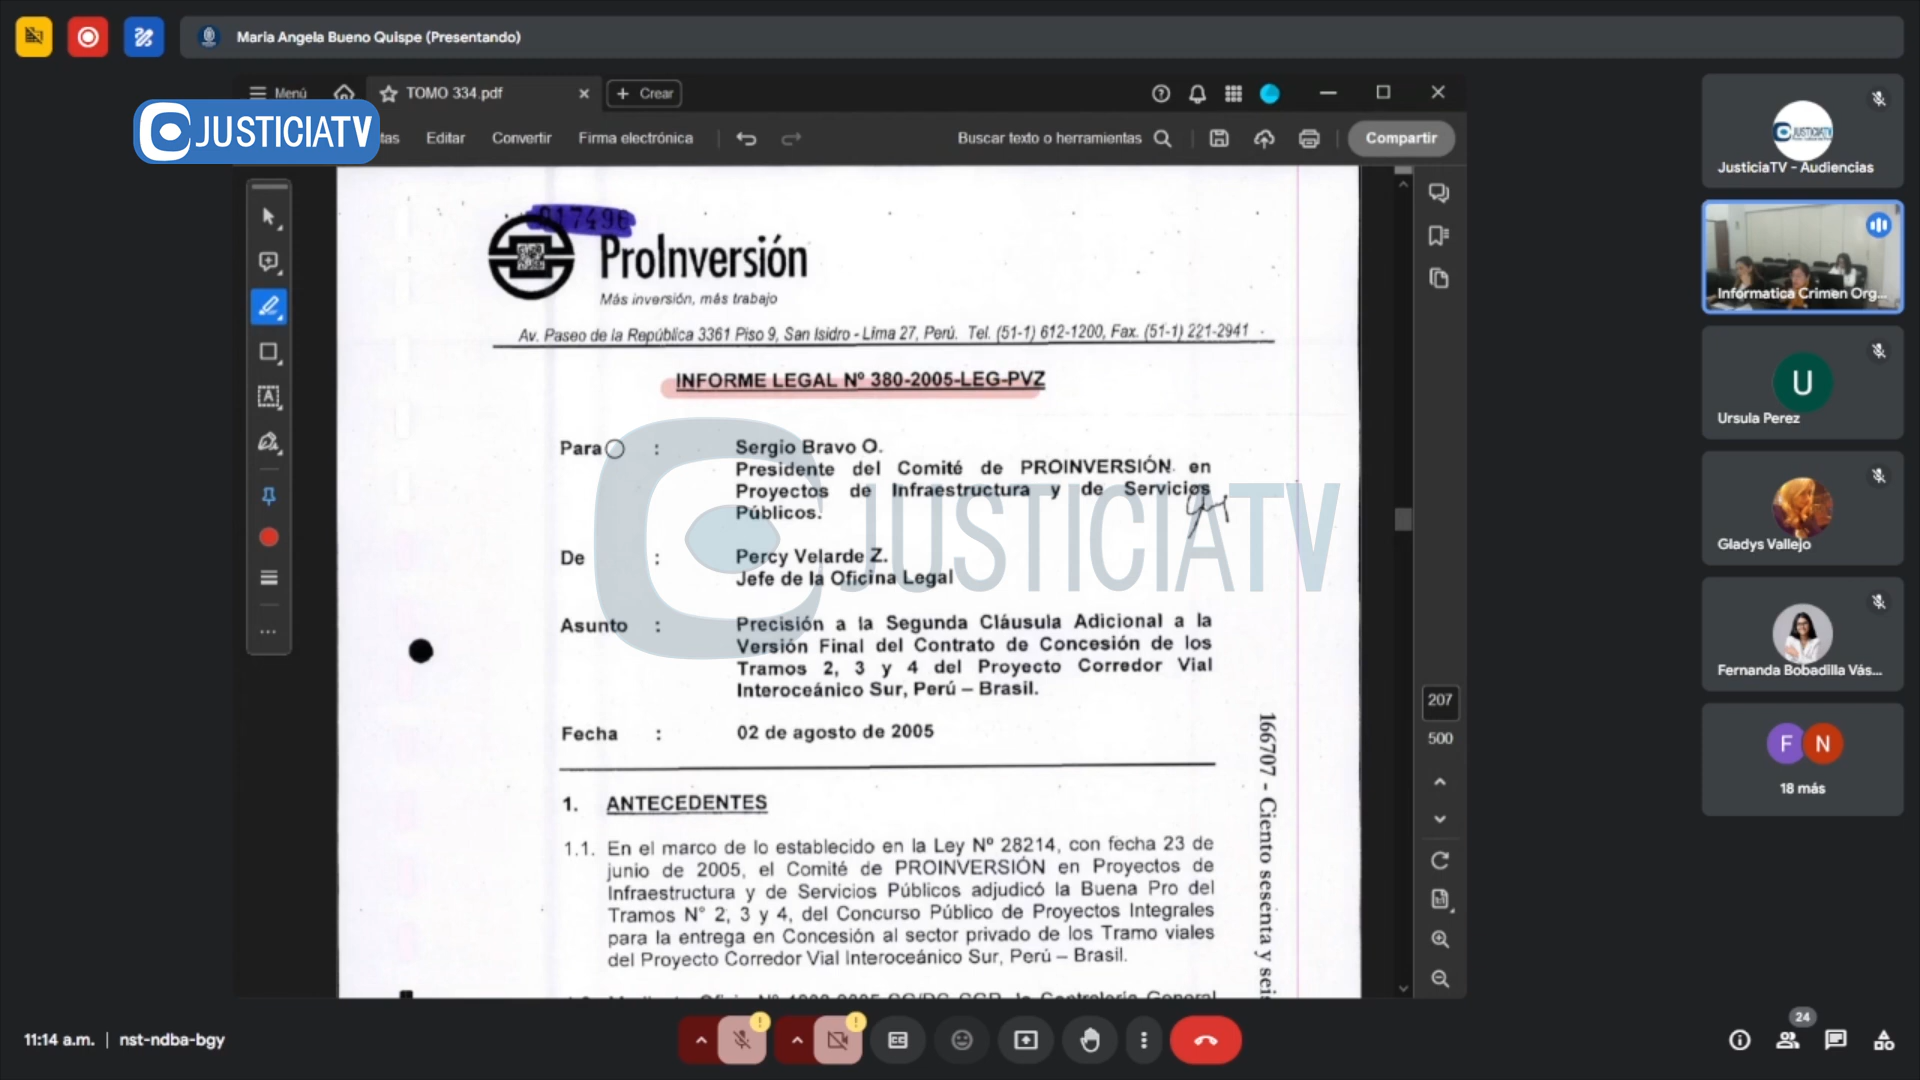 Maria Angela Bueno Quispe (Presentando)
Menú
TOMO 334.pdf
Crear
JUSTICIATV
tas
Editar
Convertir
Firma electrónica
Buscar texto o herramientas
Compartir
017496
ProInversión
Más inversión, más trabajo
Av. Paseo de la República 3361 Piso 9, San Isidro - Lima 27, Perú. Tel. (51-1) 612-1200, Fax. (51-1) 221-2941
INFORME LEGAL Nº 380-2005-LEG-PVZ
Para : Sergio Bravo O.
Presidente del Comité de PROINVERSIÓN en
Proyectos de Infraestructura y de Servicios
Públicos.
De : Percy Velarde Z.
Jefe de la Oficina Legal
Asunto : Precisión a la Segunda Cláusula Adicional a la
Versión Final del Contrato de Concesión de los
Tramos 2, 3 y 4 del Proyecto Corredor Vial
Interoceánico Sur, Perú – Brasil.
Fecha : 02 de agosto de 2005
1. ANTECEDENTES
1.1. En el marco de lo establecido en la Ley Nº 28214, con fecha 23 de
junio de 2005, el Comité de PROINVERSIÓN en Proyectos de
Infraestructura y de Servicios Públicos adjudicó la Buena Pro del
Tramos N° 2, 3 y 4, del Concurso Público de Proyectos Integrales
para la entrega en Concesión al sector privado de los Tramo viales
del Proyecto Corredor Vial Interoceánico Sur, Perú – Brasil.
166707 - Ciento sesenta y seis
JUSTICIATV
207
500
JUSTICIATV
JusticiaTV - Audiencias
Informatica Crimen Org...
U
Ursula Perez
Gladys Vallejo
Fernanda Bobadilla Vás...
F N
18 más
11:14 a.m. | nst-ndba-bgy
24